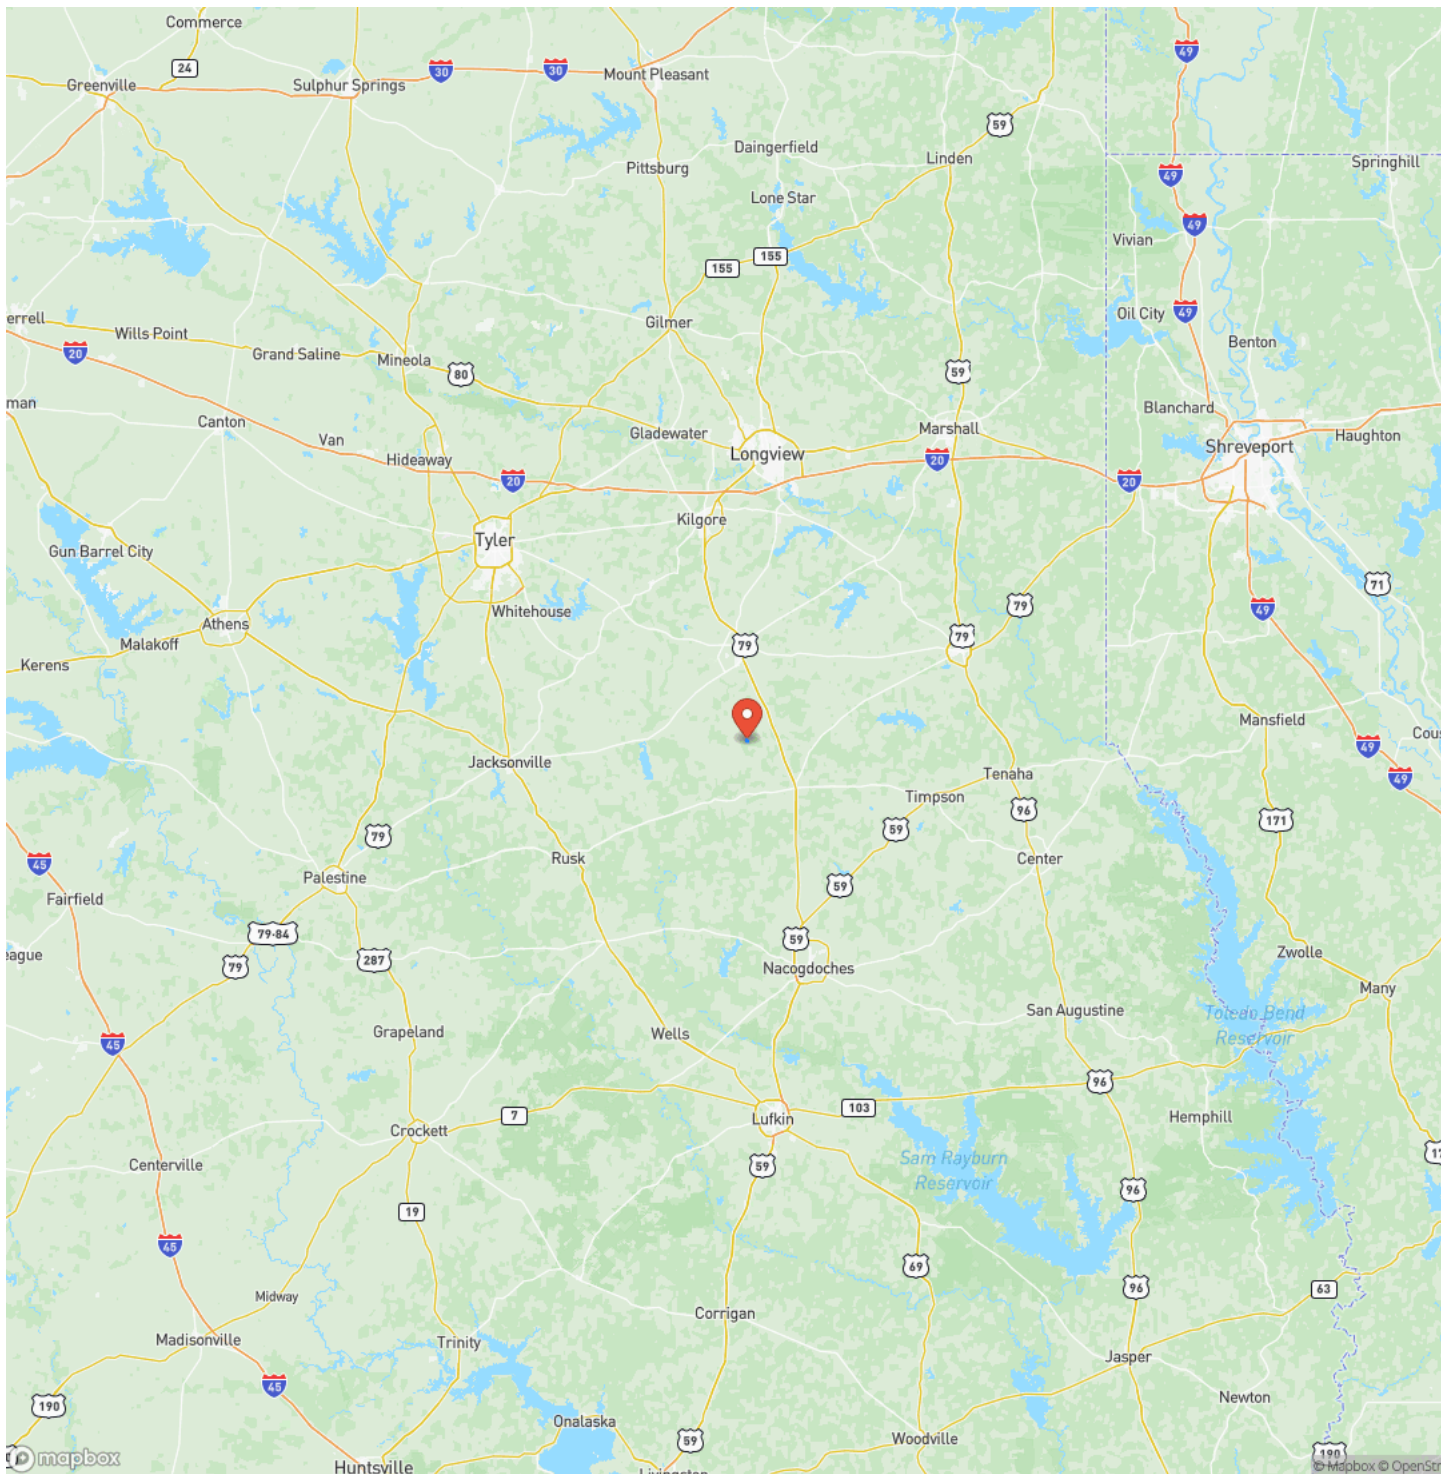 Commerce
24
Greenville
Sulphur Springs
30
30
Mount Pleasant
49
59
Daingerfield
Linden
Pittsburg
49
Springhill
Lone Star
49
Vivian
155
155
49
Oil City
Gilmer
errell
Wills Point
20
Grand Saline
Mineola
80
59
Benton
man
Canton
Van
Hideaway
Gladewater
Longview
Marshall
Blanchard
Shreveport
Haughton
20
20
20
Kilgore
Tyler
Gun Barrel City
71
Whitehouse
79
49
Athens
Malakoff
79
79
Kerens
Mansfield
Cous
49
49
Jacksonville
Tenaha
Timpson
96
79
59
171
Rusk
Center
45
Palestine
59
Fairfield
79-84
59
eague
79
287
Nacogdoches
Zwolle
Many
San Augustine
Toledo Bend
Reservoir
Grapeland
Wells
45
96
7
103
Lufkin
Hemphill
Crockett
17
Centerville
59
Sam Rayburn
Reservoir
96
19
45
69
96
63
Midway
Corrigan
Madisonville
Trinity
Jasper
45
190
Newton
Onalaska
59
Woodville
190
mapbox
Huntsville
Livingston
© Mapbox © OpenStr